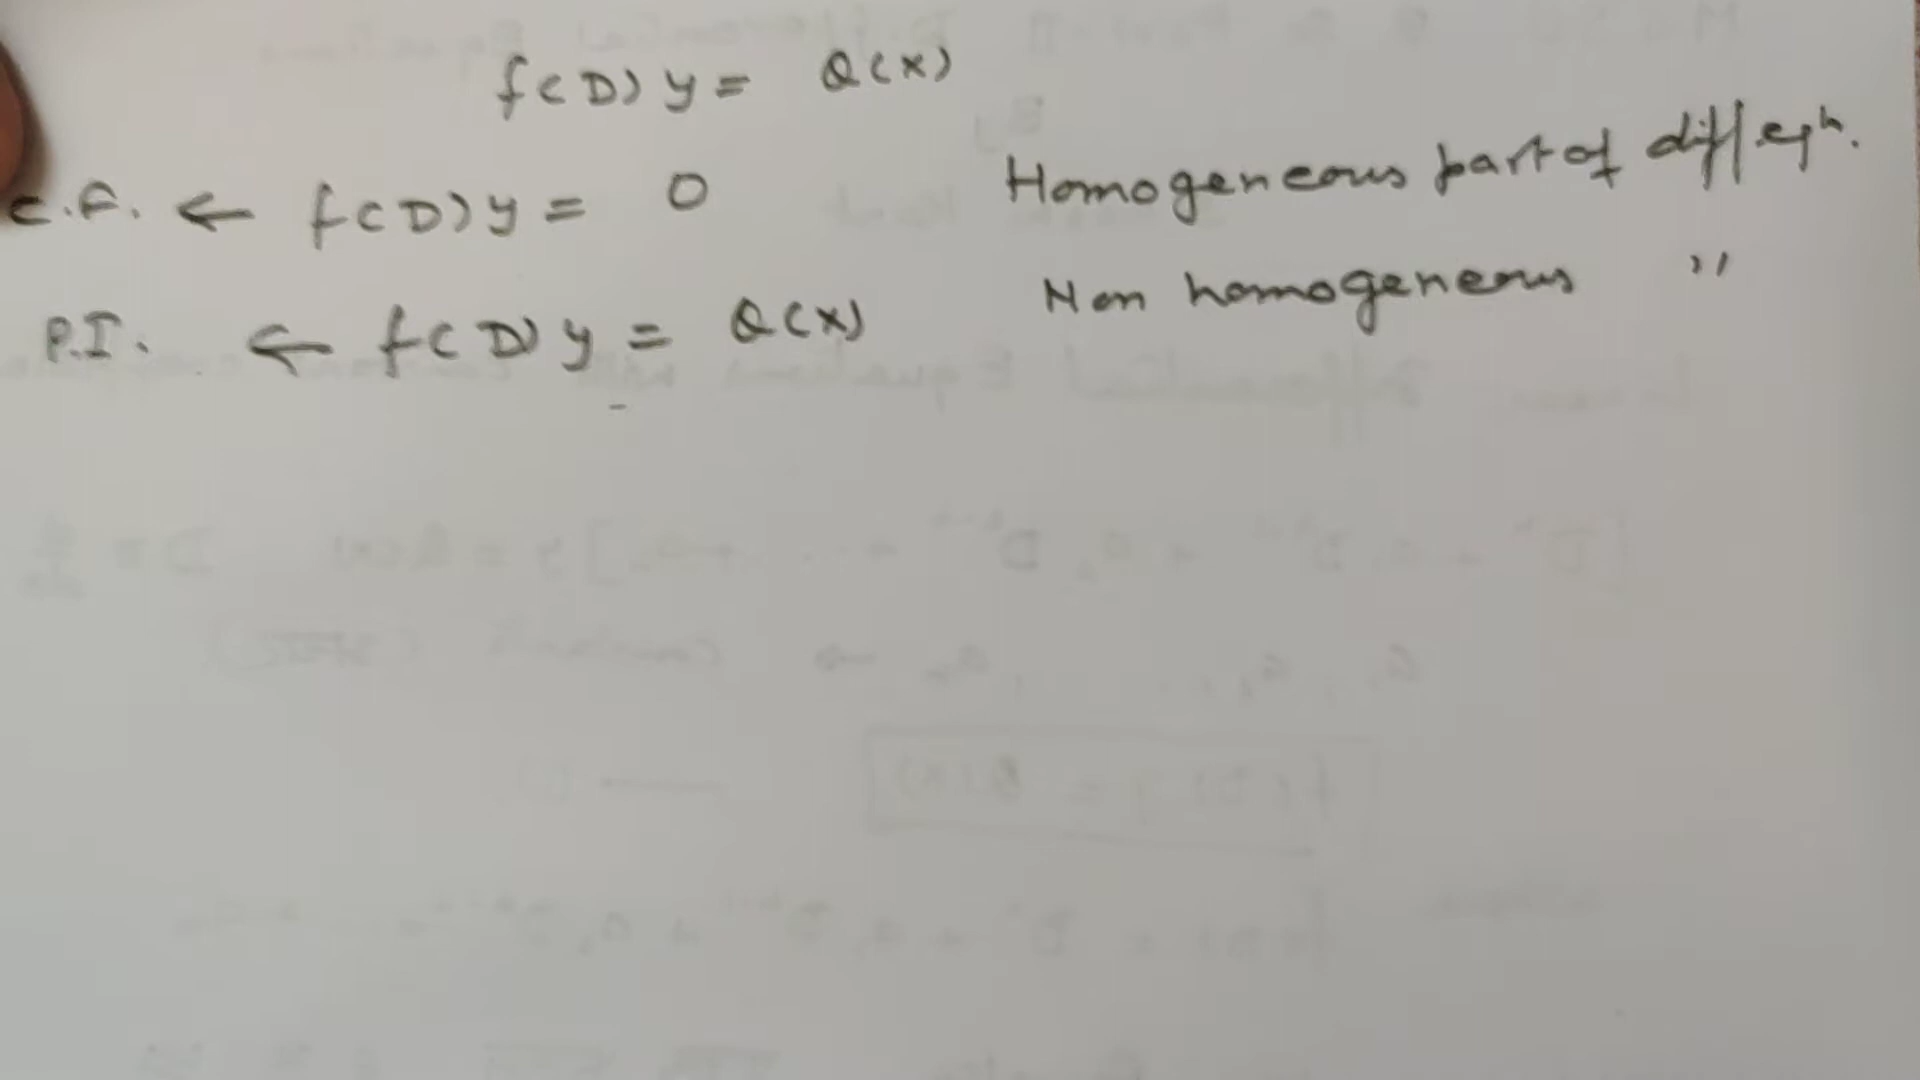 f(D) y = Q(x)
C.F. ← f(D) y = 0 Homogeneous part of diff eqn.
P.I. ← f(D) y = Q(x) Non homogeneous ''